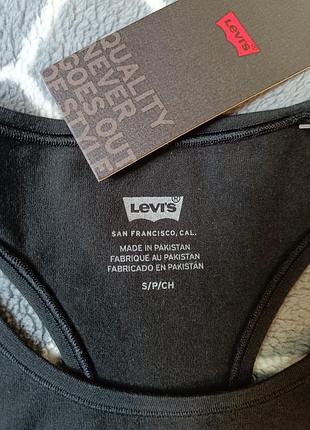 QUALITY
NEVER
GOES OUT
OF STYLE
Levi's
Levi's®
SAN FRANCISCO, CAL.
MADE IN PAKISTAN
FABRIQUE AU PAKISTAN
FABRICADO EN PAKISTÁN
S/P/CH